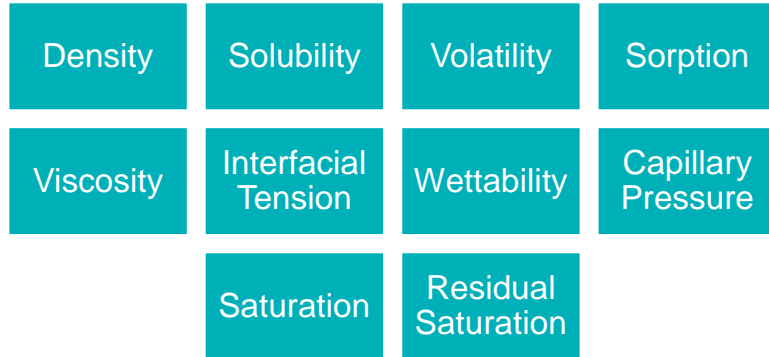 Density
Solubility
Volatility
Sorption
Viscosity
Interfacial
Tension
Wettability
Capillary
Pressure
Saturation
Residual
Saturation